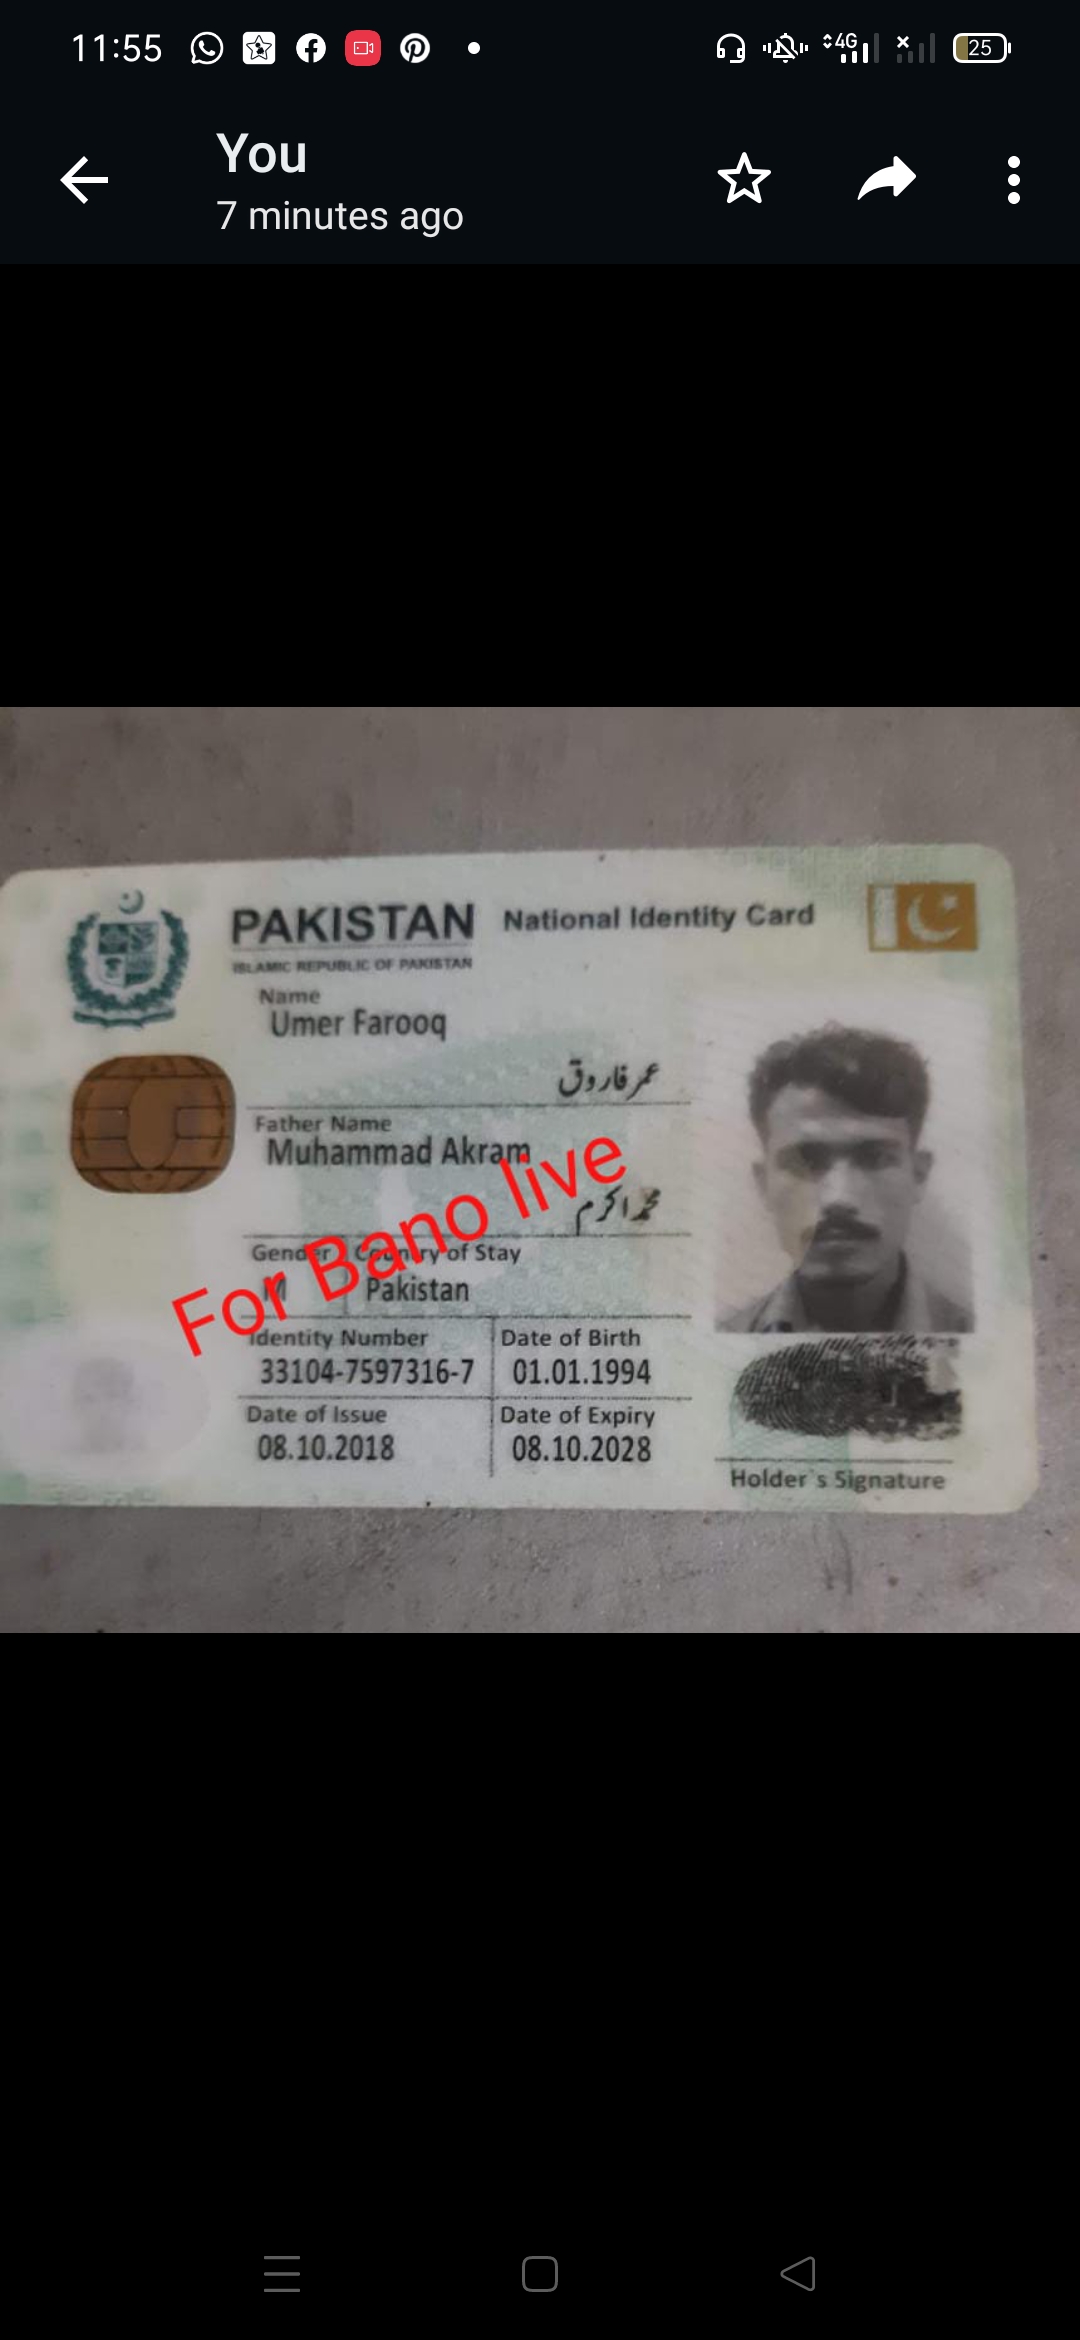 11:55
4G
25
You
7 minutes ago
PAKISTAN National Identity Card
ISLAMIC REPUBLIC OF PAKISTAN
Name
Umer Farooq
عمر فاروق
Father Name
Muhammad Akram
محمد اکرم
For Bano live
Gender Country of Stay
M Pakistan
Identity Number Date of Birth
33104-7597316-7 01.01.1994
Date of Issue Date of Expiry
08.10.2018 08.10.2028
Holder's Signature